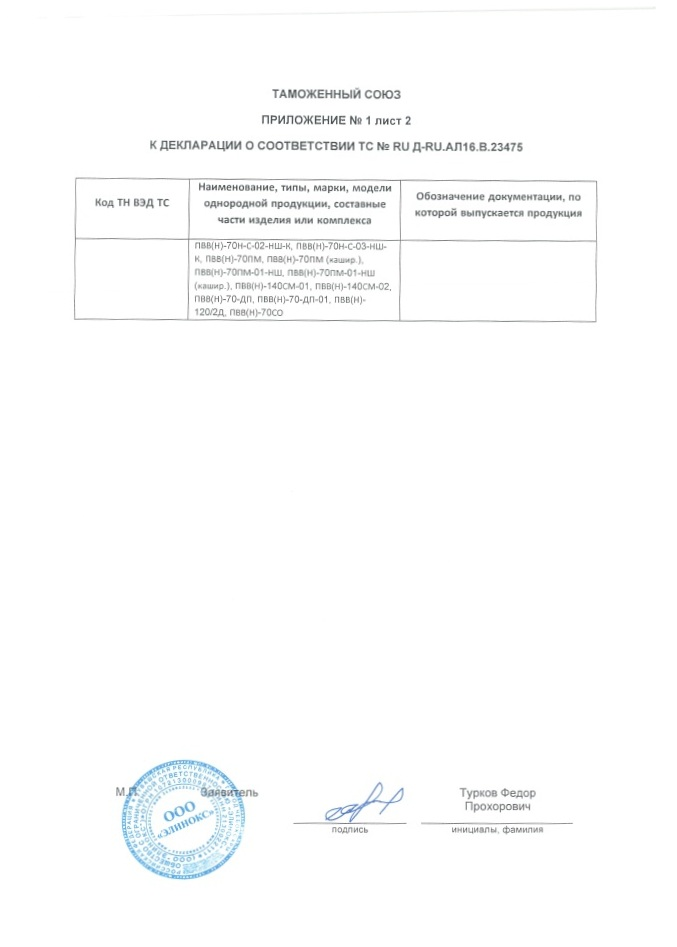 ТАМОЖЕННЫЙ СОЮЗ
ПРИЛОЖЕНИЕ № 1 лист 2
К ДЕКЛАРАЦИИ О СООТВЕТСТВИИ ТС № RU Д-RU.АЛ16.В.23475
Код ТН ВЭД ТС
Наименование, типы, марки, модели
однородной продукции, составные
части изделия или комплекса
Обозначение документации, по
которой выпускается продукция
ПВВ(Н)-70Н-С-02-НШ-К, ПВВ(Н)-70Н-С-03-НШ-
К, ПВВ(Н)-70ПМ, ПВВ(Н)-70ПМ (кашир.),
ПВВ(Н)-70ПМ-01-НШ, ПВВ(Н)-70ПМ-01-НШ
(кашир.), ПВВ(Н)-140СМ-01, ПВВ(Н)-140СМ-02,
ПВВ(Н)-70-ДП, ПВВ(Н)-70-ДП-01, ПВВ(Н)-
120/2Д, ПВВ(Н)-70СО
М.П.
Заявитель
ООО
«ЭЛИНОКС»
подпись
Турков Федор
Прохорович
инициалы, фамилия